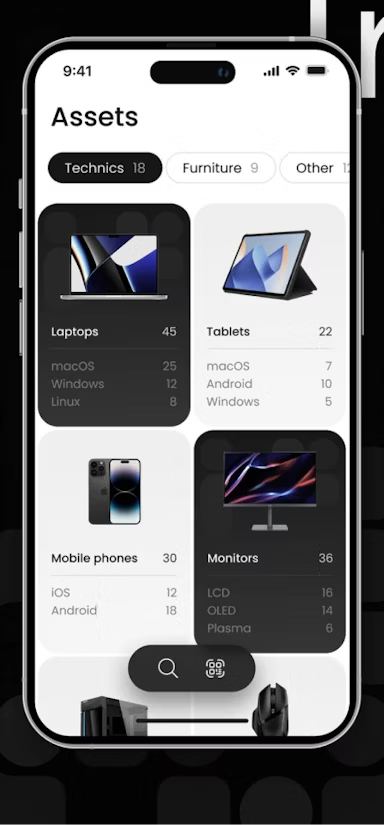 9:41
Assets
Technics 18
Furniture 9
Other
Laptops 45
macOS 25
Windows 12
Linux 8
Tablets 22
macOS 7
Android 10
Windows 5
Mobile phones 30
iOS 12
Android 18
Monitors 36
LCD 16
OLED 14
Plasma 6